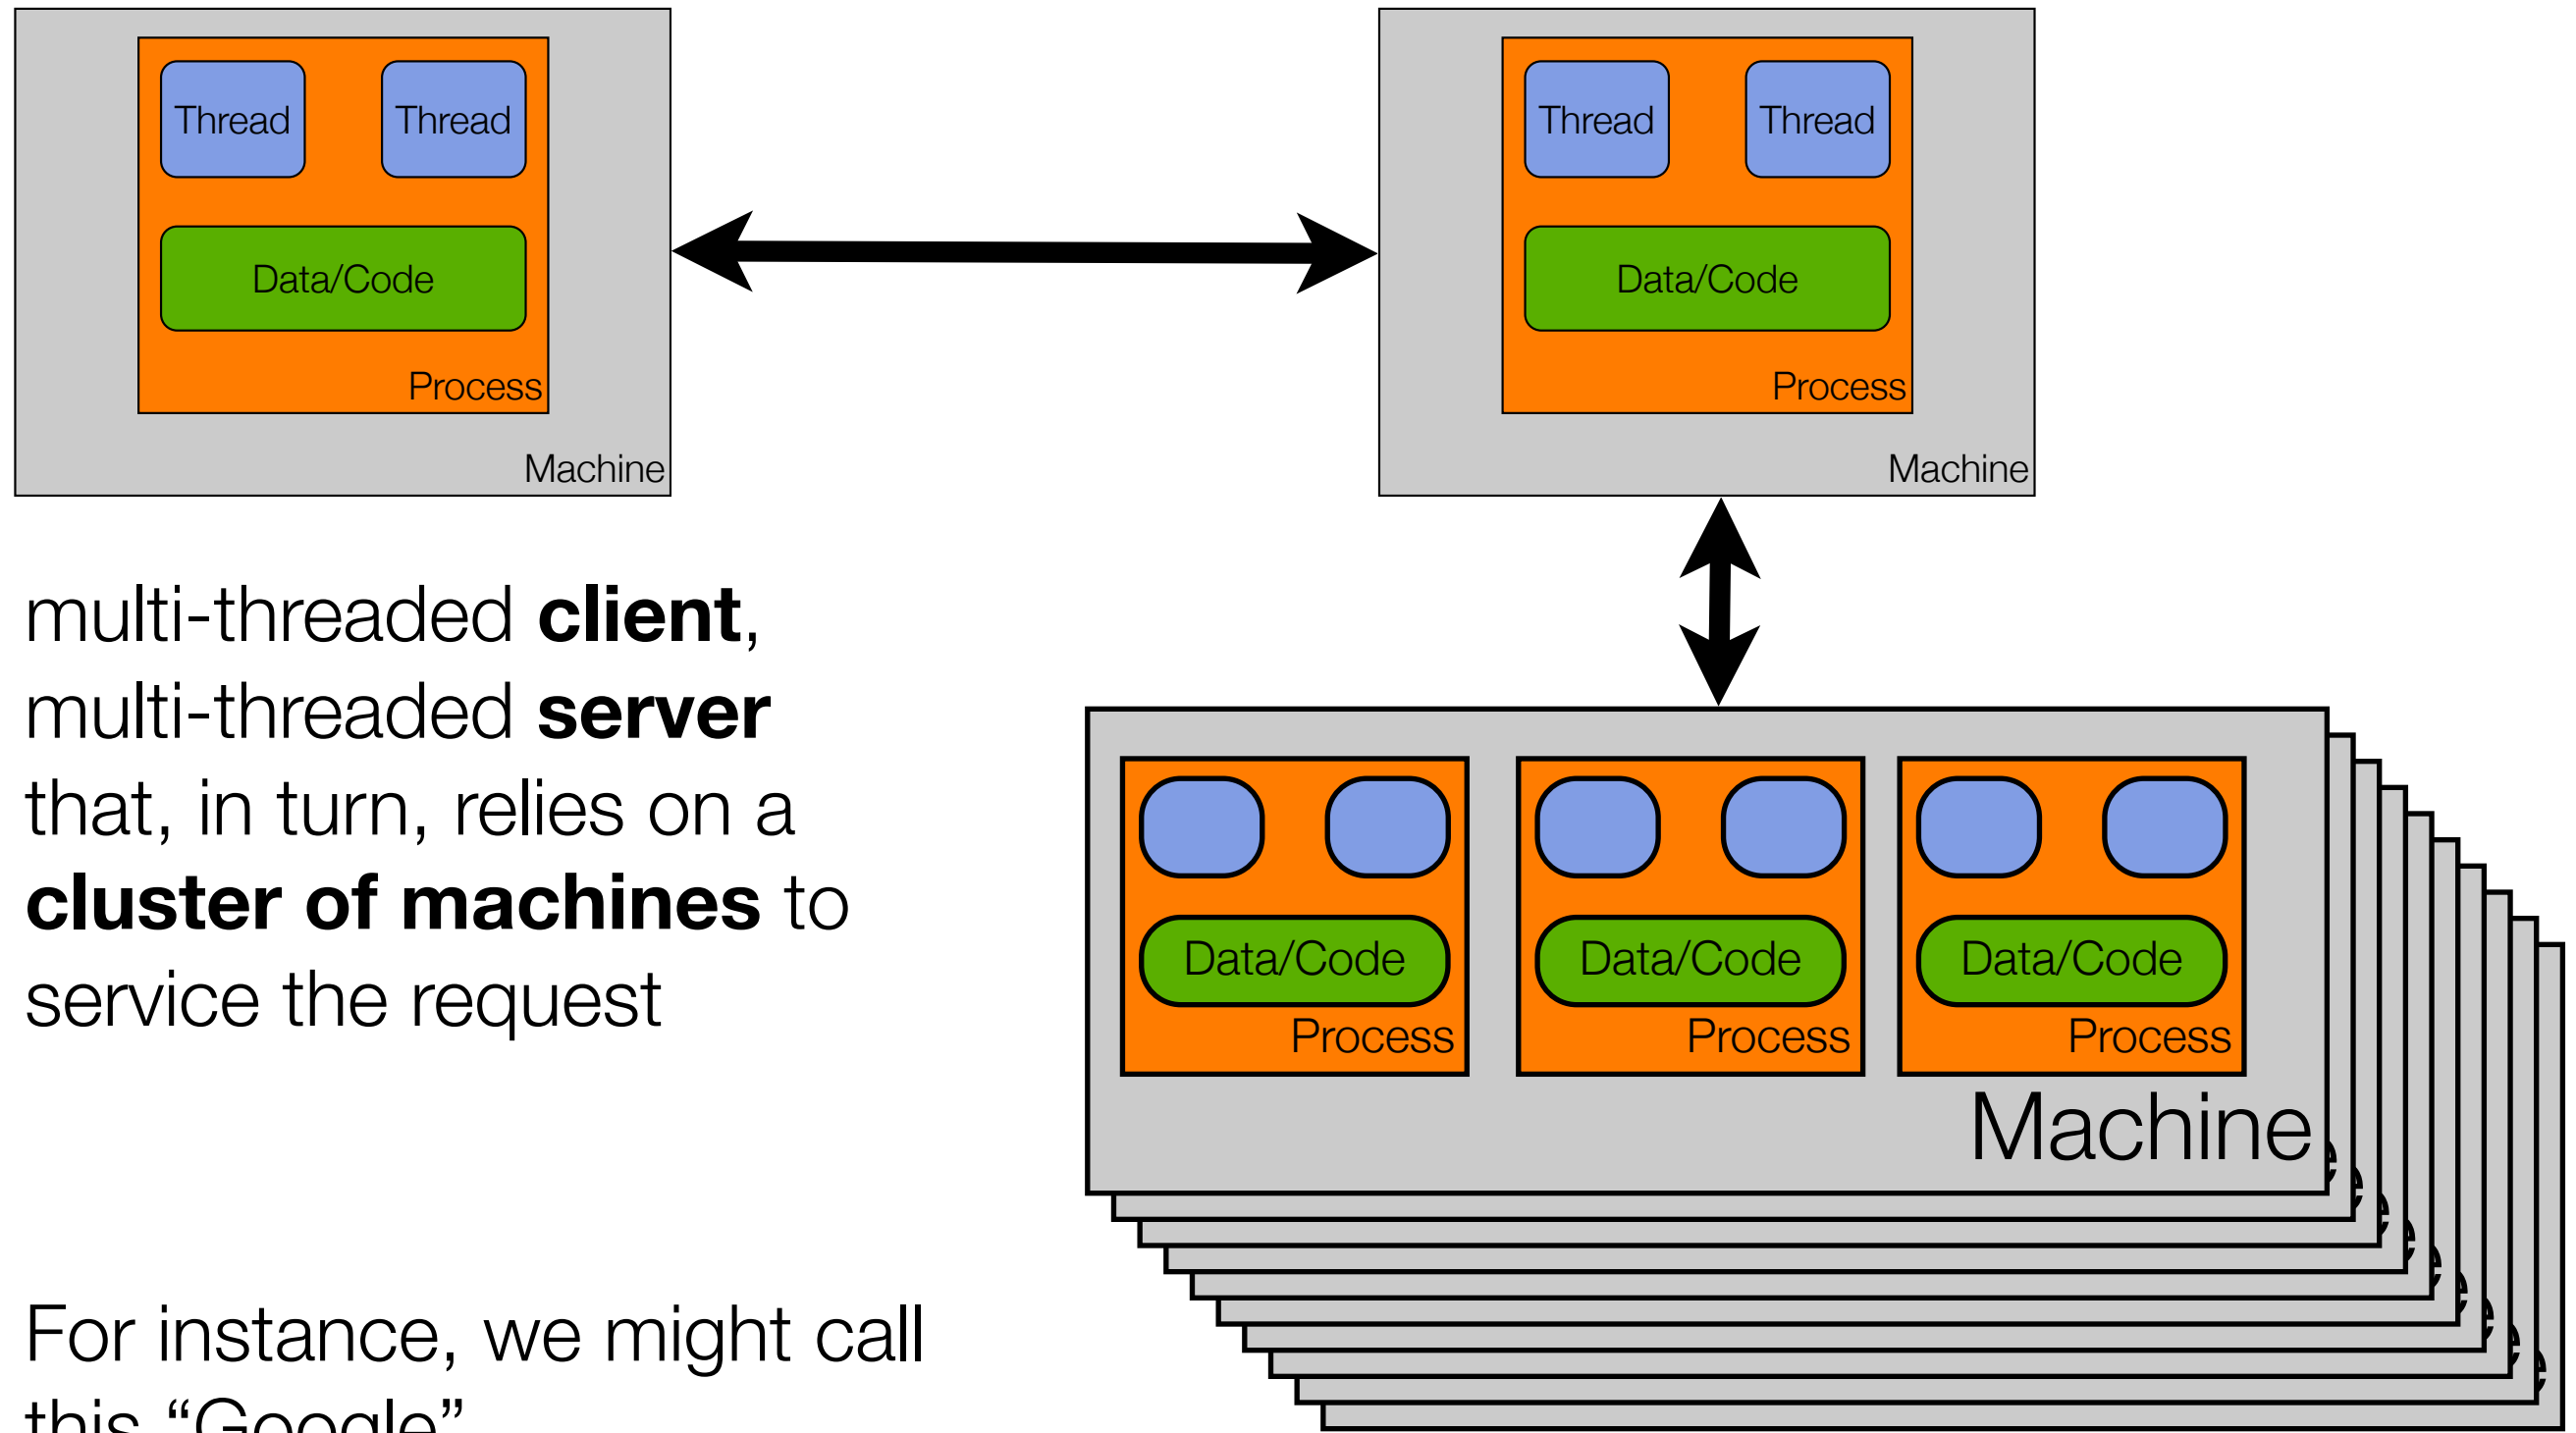 Thread Thread
Data/Code
Process
Machine
Thread Thread
Data/Code
Process
Machine
multi-threaded client,
multi-threaded server
that, in turn, relies on a
cluster of machines to
service the request
For instance, we might call
this “Google”
Data/Code Data/Code Data/Code
Process Process Process
Machine